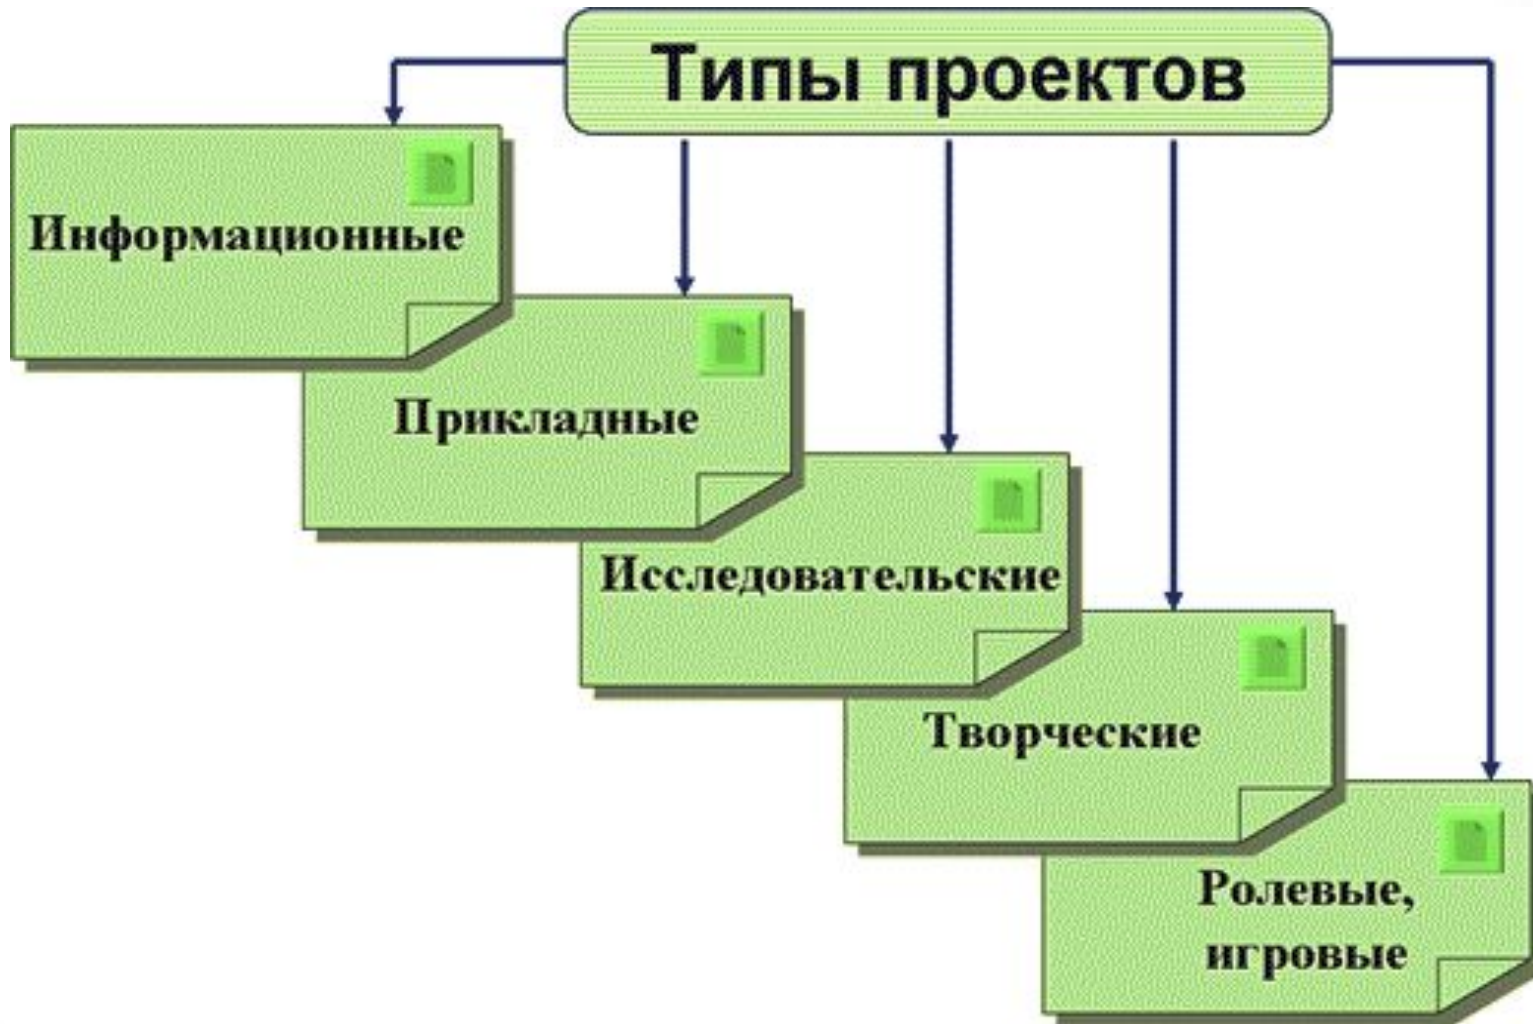 Типы проектов
Информационные
Прикладные
Исследовательские
Творческие
Ролевые,
игровые